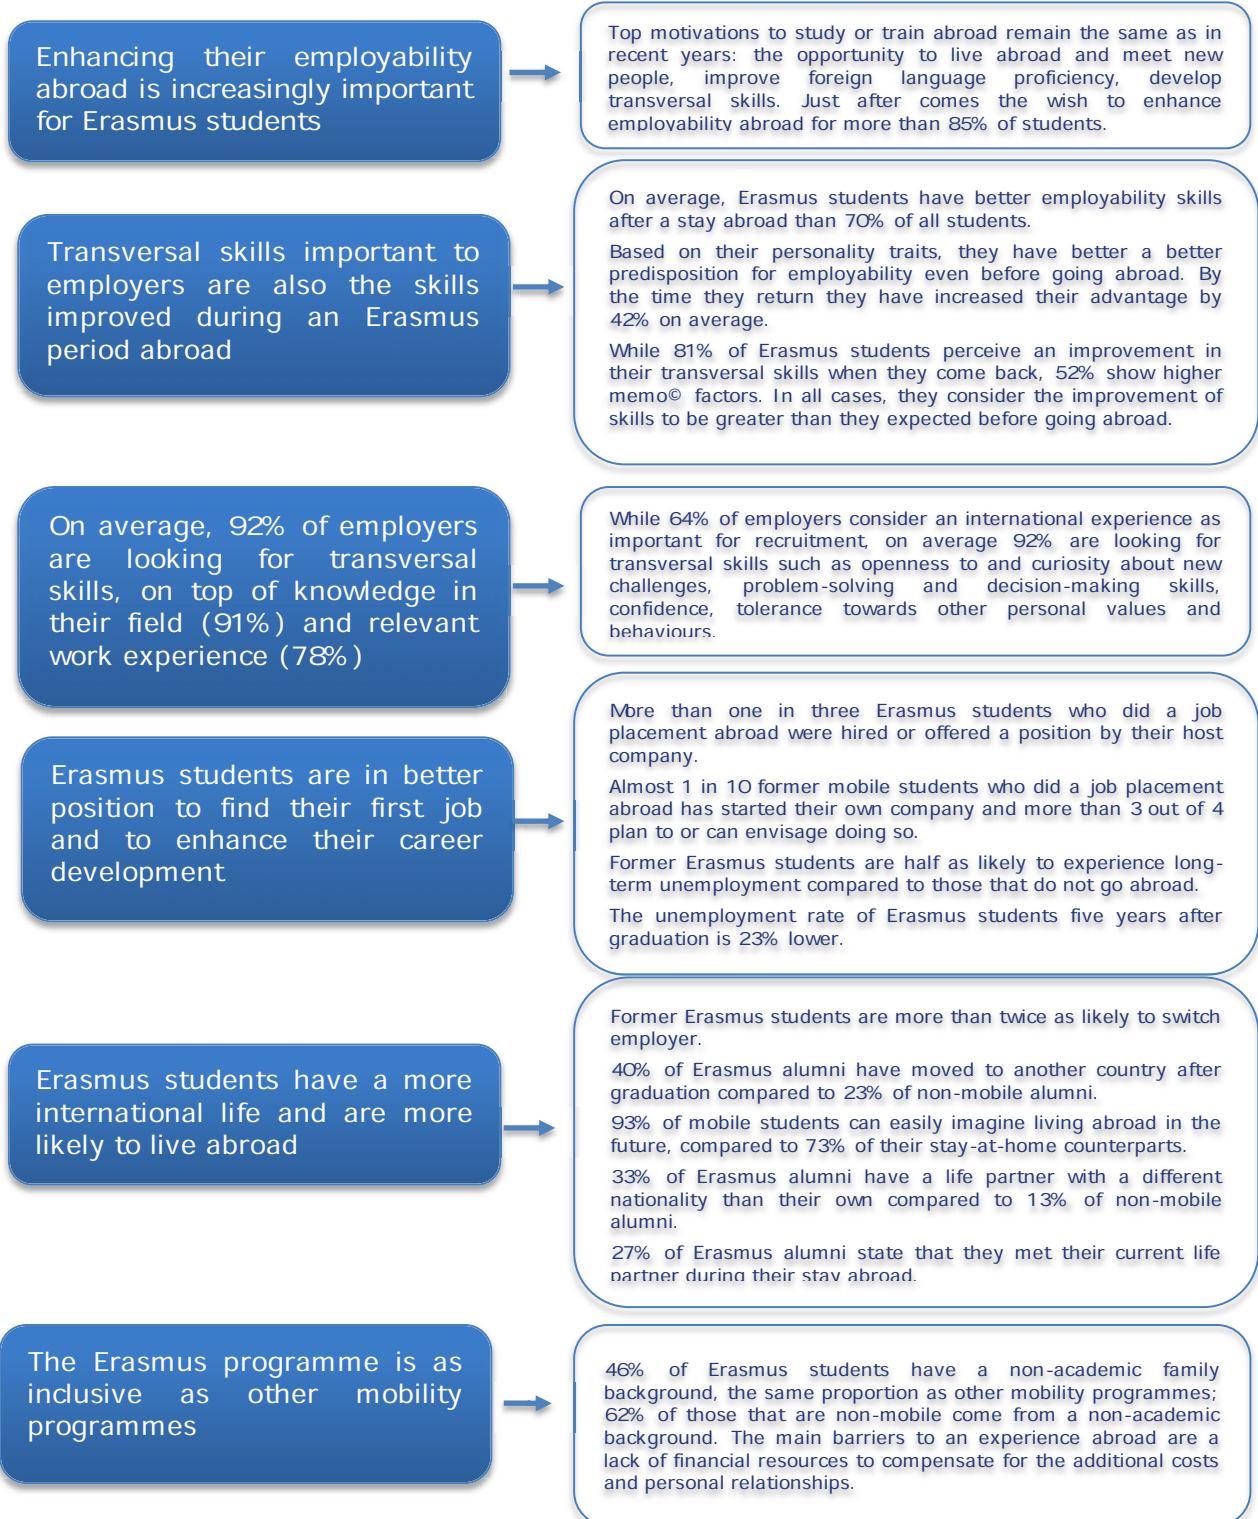 Enhancing their employability
abroad is increasingly important
for Erasmus students
Top motivations to study or train abroad remain the same as in
recent years: the opportunity to live abroad and meet new
people, improve foreign language proficiency, develop
transversal skills. Just after comes the wish to enhance
employability abroad for more than 85% of students.
Transversal skills important to
employers are also the skills
improved during an Erasmus
period abroad
On average, Erasmus students have better employability skills
after a stay abroad than 70% of all students.
Based on their personality traits, they have better a better
predisposition for employability even before going abroad. By
the time they return they have increased their advantage by
42% on average.
While 81% of Erasmus students perceive an improvement in
their transversal skills when they come back, 52% show higher
memo© factors. In all cases, they consider the improvement of
skills to be greater than they expected before going abroad.
On average, 92% of employers
are looking for transversal
skills, on top of knowledge in
their field (91%) and relevant
work experience (78%)
While 64% of employers consider an international experience as
important for recruitment, on average 92% are looking for
transversal skills such as openness to and curiosity about new
challenges, problem-solving and decision-making skills,
confidence, tolerance towards other personal values and
behaviours.
Erasmus students are in better
position to find their first job
and to enhance their career
development
More than one in three Erasmus students who did a job
placement abroad were hired or offered a position by their host
company.
Almost 1 in 10 former mobile students who did a job placement
abroad has started their own company and more than 3 out of 4
plan to or can envisage doing so.
Former Erasmus students are half as likely to experience long-
term unemployment compared to those that do not go abroad.
The unemployment rate of Erasmus students five years after
graduation is 23% lower.
Erasmus students have a more
international life and are more
likely to live abroad
Former Erasmus students are more than twice as likely to switch
employer.
40% of Erasmus alumni have moved to another country after
graduation compared to 23% of non-mobile alumni.
93% of mobile students can easily imagine living abroad in the
future, compared to 73% of their stay-at-home counterparts.
33% of Erasmus alumni have a life partner with a different
nationality than their own compared to 13% of non-mobile
alumni.
27% of Erasmus alumni state that they met their current life
partner during their stay abroad.
The Erasmus programme is as
inclusive as other mobility
programmes
46% of Erasmus students have a non-academic family
background, the same proportion as other mobility programmes;
62% of those that are non-mobile come from a non-academic
background. The main barriers to an experience abroad are a
lack of financial resources to compensate for the additional costs
and personal relationships.